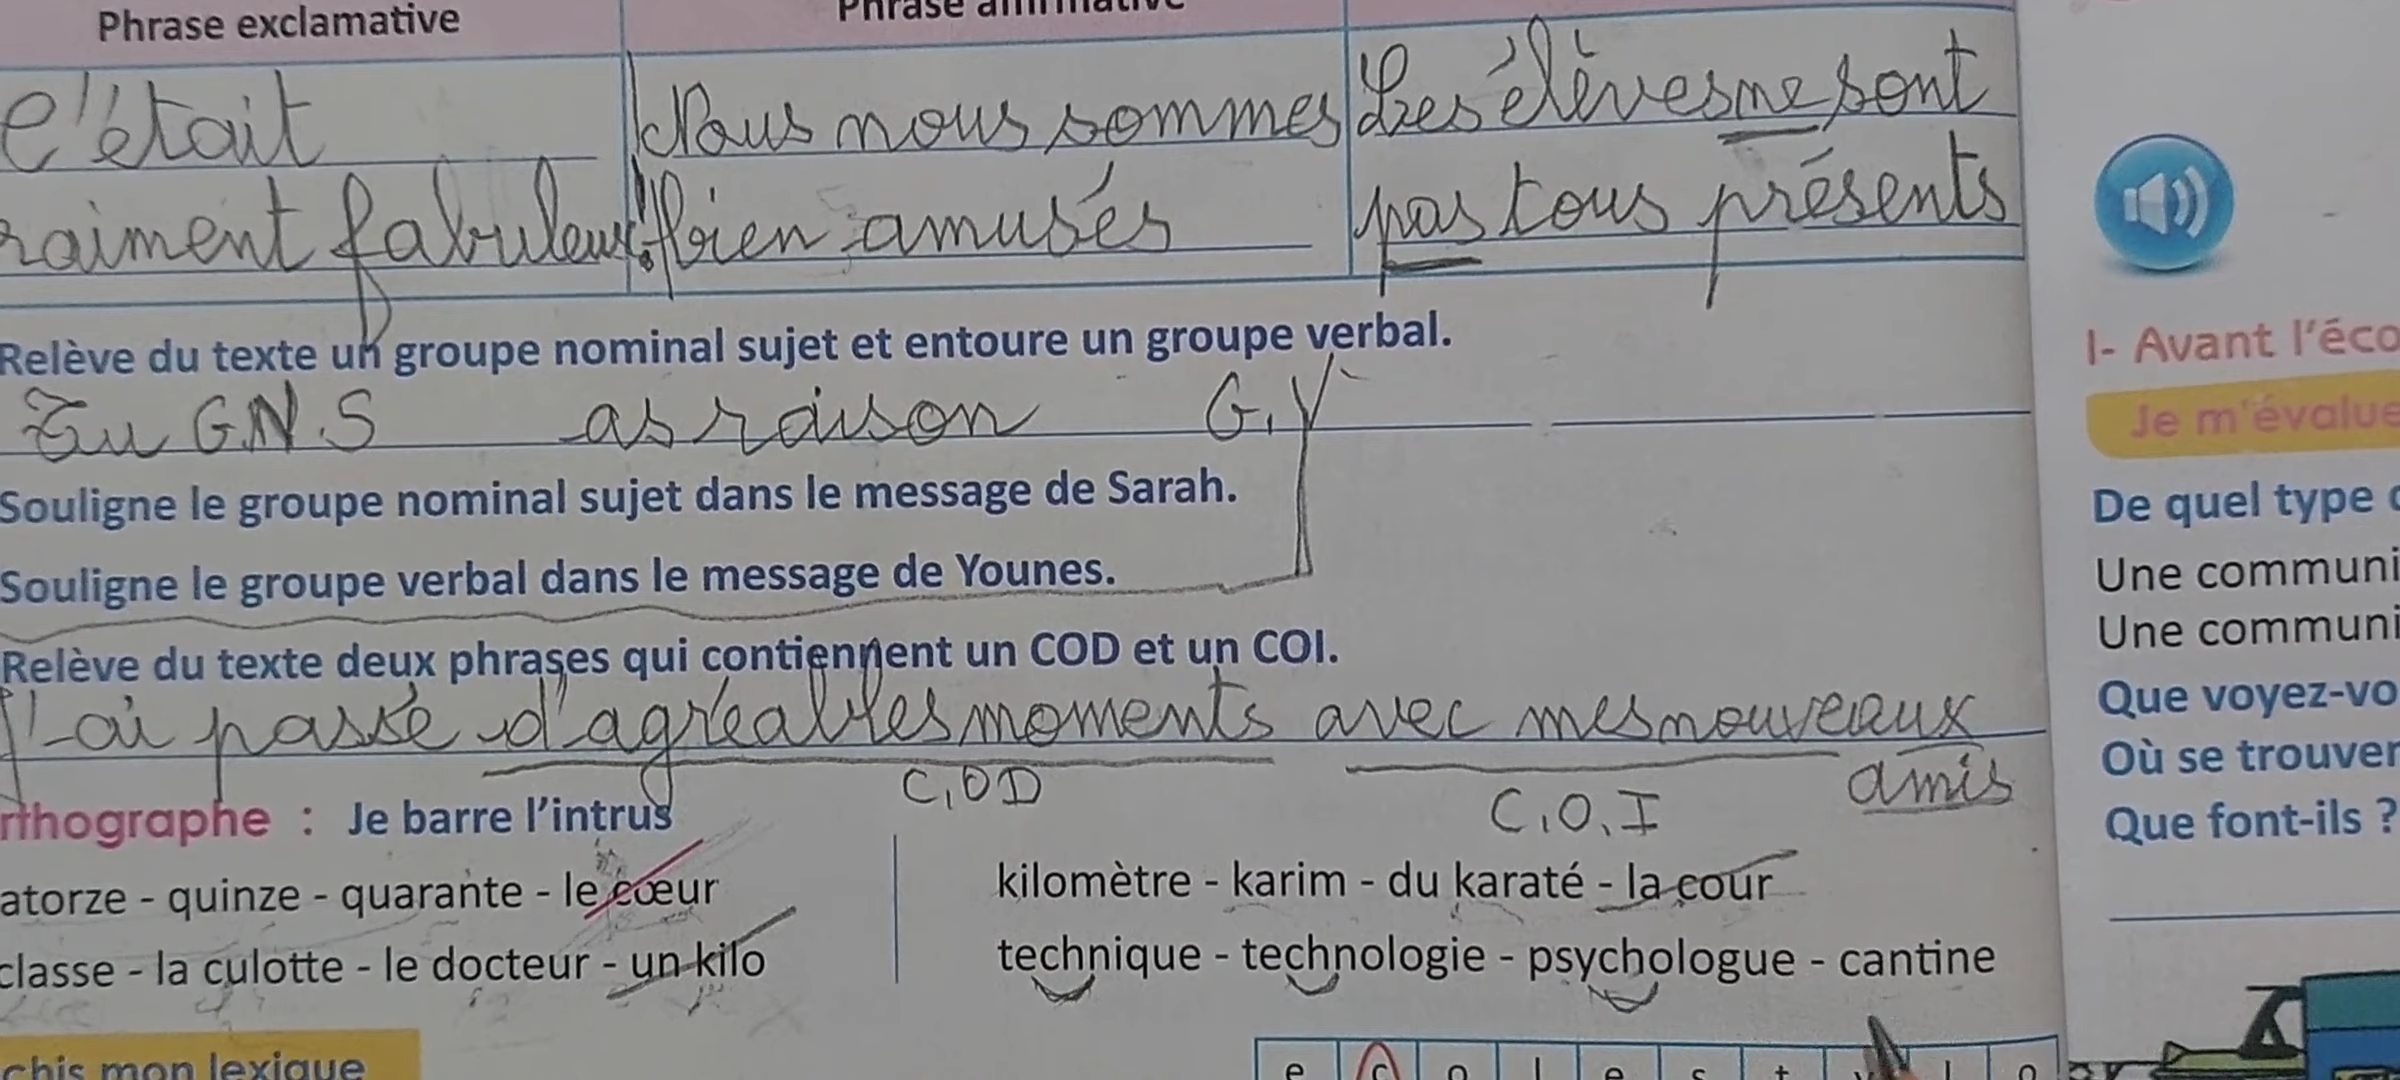 Phrase exclamative
Phrase affirmative
c'était
raiment fabuleux!
Nous nous sommes
bien amusés
Les élèves ne sont
pas tous présents
Relève du texte un groupe nominal sujet et entoure un groupe verbal.
Tu G.N.S as raison G.V
Souligne le groupe nominal sujet dans le message de Sarah.
Souligne le groupe verbal dans le message de Younes.
Relève du texte deux phrases qui contiennent un COD et un COI.
J'ai passé d'agréables moments avec mes nouveaux
amis
C.OD
C.O.I
rthographe : Je barre l'intrus
atorze - quinze - quarante - le cœur
classe - la culotte - le docteur - un kilo
kilomètre - karim - du karaté - la cour
technique - technologie - psychologue - cantine
chis mon lexique
e c o l e s t
I- Avant l'éco
Je m'évalue
De quel type
Une communi
Une communi
Que voyez-vo
Où se trouver
Que font-ils ?